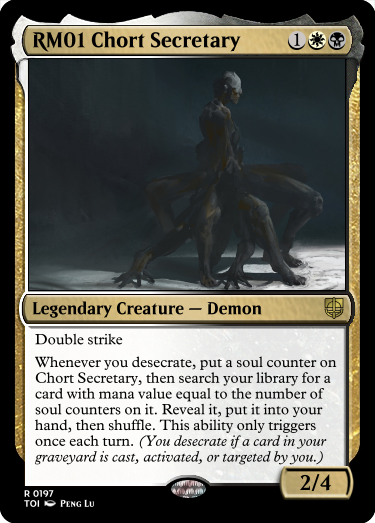 RM01 Chort Secretary 1
Legendary Creature — Demon
Double strike
Whenever you desecrate, put a soul counter on
Chort Secretary, then search your library for a
card with mana value equal to the number of
soul counters on it. Reveal it, put it into your
hand, then shuffle. This ability only triggers
once each turn. (You desecrate if a card in your
graveyard is cast, activated, or targeted by you.)
2/4
R 0197
TOI Peng Lu